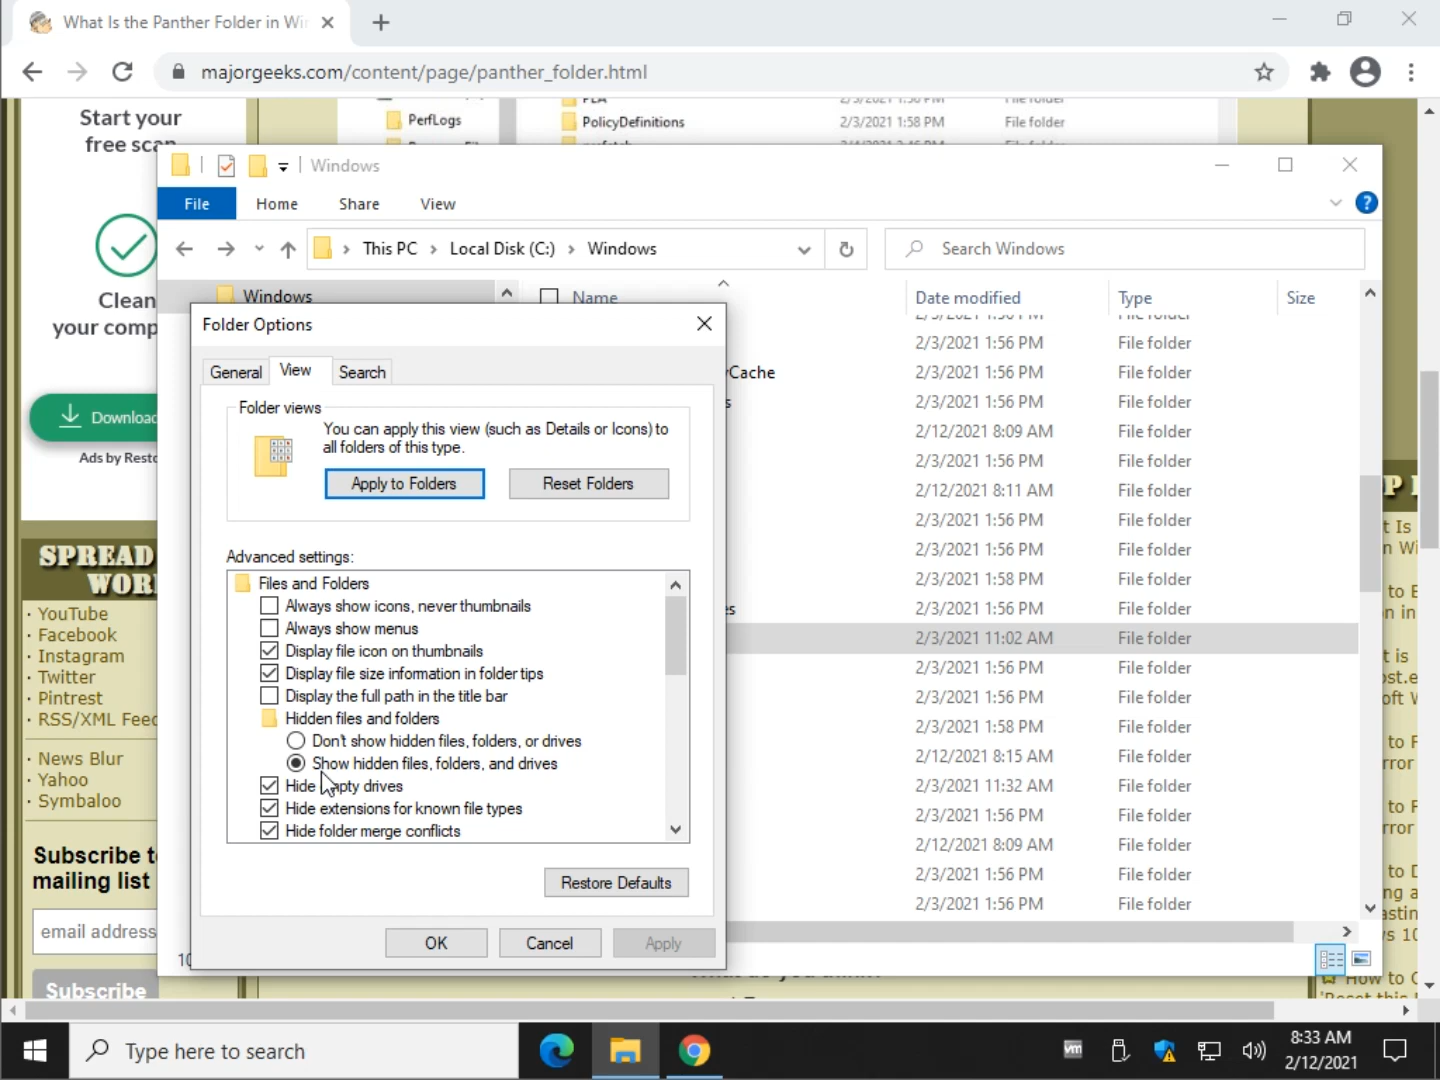 What Is the Panther Folder in Wi
majorgeeks.com/content/page/panther_folder.html
Start your
free scan
PerfLogs
PolicyDefinitions
2/3/2021 1:58 PM
File folder
Windows
File
Home
Share
View
This PC
Local Disk (C:)
Windows
Search Windows
Clean
your comp
Download
Ads by Resto
Windows
Name
Date modified
Type
Size
2/3/2021 1:56 PM File folder
Cache 2/3/2021 1:56 PM File folder
s 2/3/2021 1:56 PM File folder
2/12/2021 8:09 AM File folder
2/3/2021 1:56 PM File folder
2/12/2021 8:11 AM File folder
2/3/2021 1:56 PM File folder
2/3/2021 1:56 PM File folder
2/3/2021 1:58 PM File folder
es 2/3/2021 1:56 PM File folder
2/3/2021 11:02 AM File folder
2/3/2021 1:56 PM File folder
2/3/2021 1:56 PM File folder
2/3/2021 1:58 PM File folder
2/12/2021 8:15 AM File folder
2/3/2021 11:32 AM File folder
2/3/2021 1:56 PM File folder
2/12/2021 8:09 AM File folder
2/3/2021 1:56 PM File folder
2/3/2021 1:56 PM File folder
Folder Options
General
View
Search
Folder views
You can apply this view (such as Details or Icons) to
all folders of this type.
Apply to Folders
Reset Folders
Advanced settings:
Files and Folders
Always show icons, never thumbnails
Always show menus
Display file icon on thumbnails
Display file size information in folder tips
Display the full path in the title bar
Hidden files and folders
Don't show hidden files, folders, or drives
Show hidden files, folders, and drives
Hide empty drives
Hide extensions for known file types
Hide folder merge conflicts
Restore Defaults
OK
Cancel
Apply
SPREAD
WOR
· YouTube
· Facebook
· Instagram
· Twitter
· Pintrest
· RSS/XML Feed
· News Blur
· Yahoo
· Symbaloo
Subscribe to
mailing list
email address
Subscribe
10
How to
Type here to search
vm
8:33 AM
2/12/2021